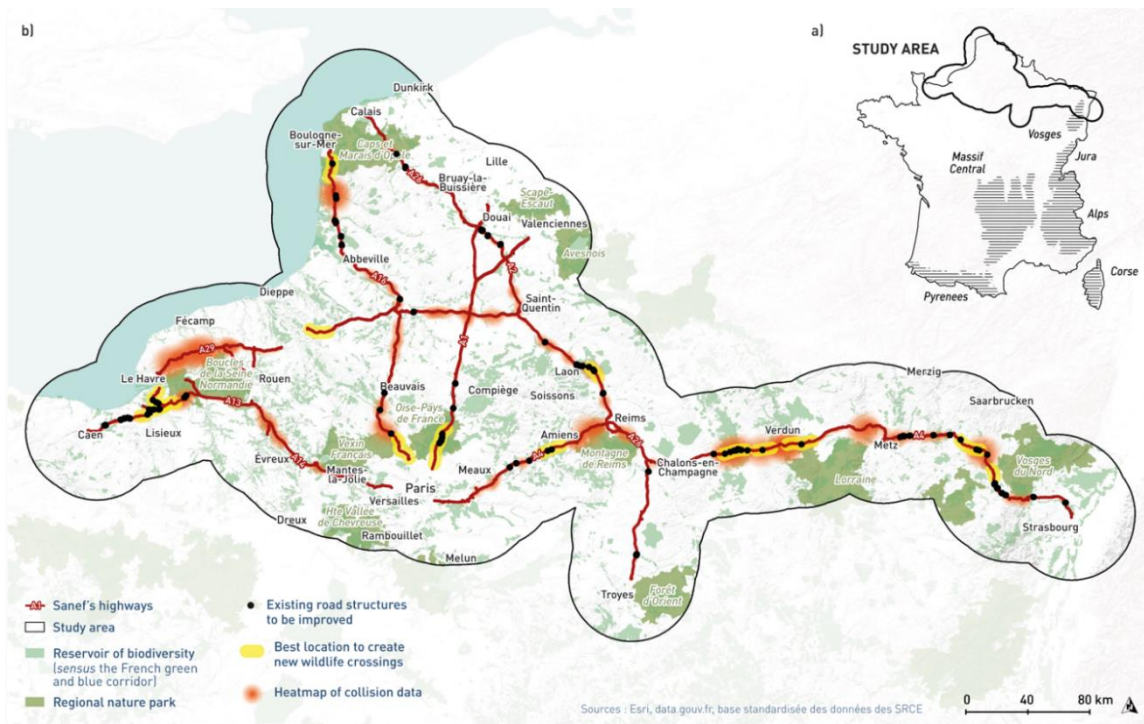 b)
a)
STUDY AREA
Vosges
Massif
Central
Jura
Alps
Pyrenees
Corse
Dunkirk
Calais
Boulogne-
sur-Mer
Caps et
Marais d'Opale
Lille
A26
Bruay-la-
Buissière
Scape-
Escaut
Douai
Valenciennes
A2
Avesnois
Abbeville
A16
Dieppe
Saint-
Quentin
Fécamp
A29
A1
Boucles
de la Seine
Normandie
Le Havre
Rouen
Beauvais
Compiège
Laon
Soissons
Merzig
Saarbrucken
A13
Oise-Pays
de France
Reims
Caen
Lisieux
Amiens
A26
Verdun
Metz
A4
Évreux
Vexin
Français
Meaux
A4
Montagne
de Reims
Chalons-en-
Champagne
Vosges
du Nord
A14
Mantes-
la-Jolie
Paris
Lorraine
Versailles
Strasbourg
Dreux
Hte Vallée
de Chevreuse
Rambouillet
Melun
Troyes
Forêt
d'Orient
A1 Sanef's highways
Study area
Reservoir of biodiversity
(sensus the French green
and blue corridor)
Regional nature park
Existing road structures
to be improved
Best location to create
new wildlife crossings
Heatmap of collision data
Sources : Esri, data.gouv.fr, base standardisée des données des SRCE
0 40 80 km